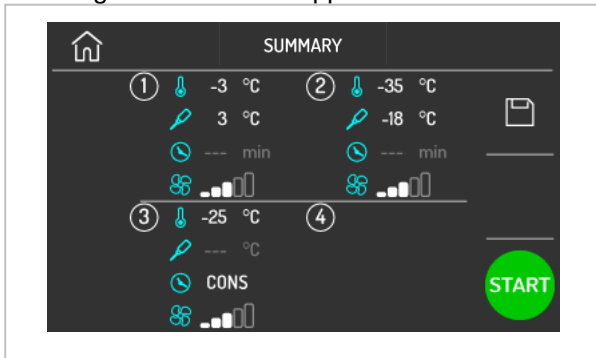 SUMMARY
1 -3 °C 2 -35 °C
3 °C -18 °C
--- min --- min
3 -25 °C 4
--- °C
CONS
START